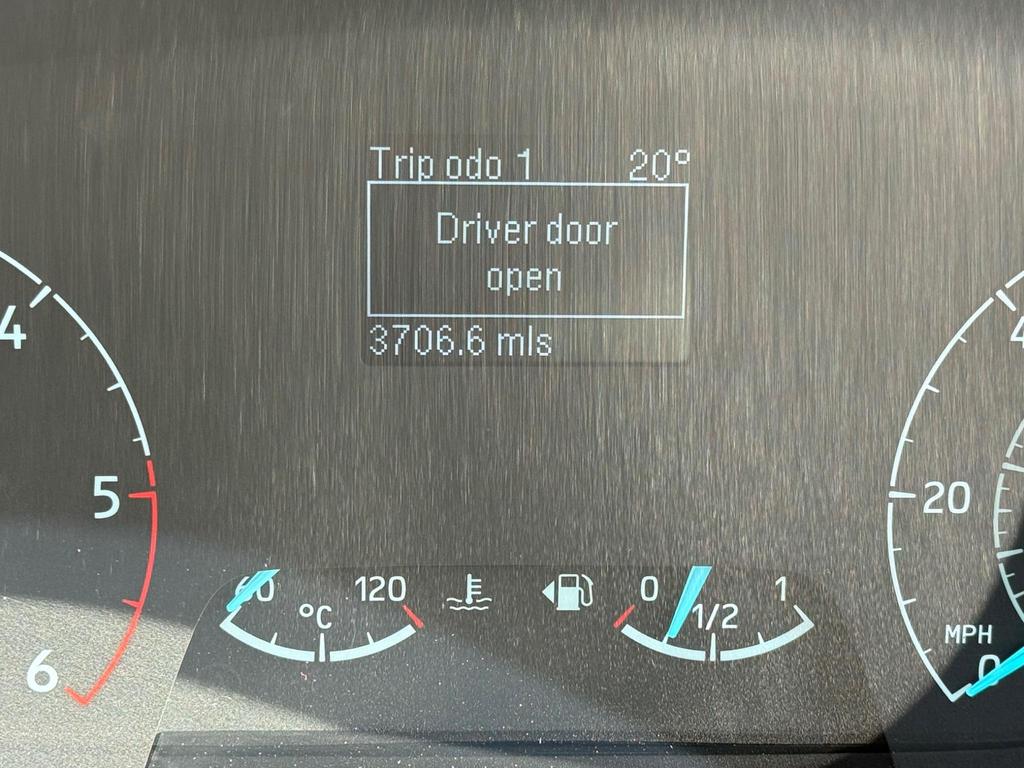 Trip odo 1 20°
Driver door
open
3706.6 mls
4
5
6
60 120
°C
0 1/2 1
4
20
MPH
0